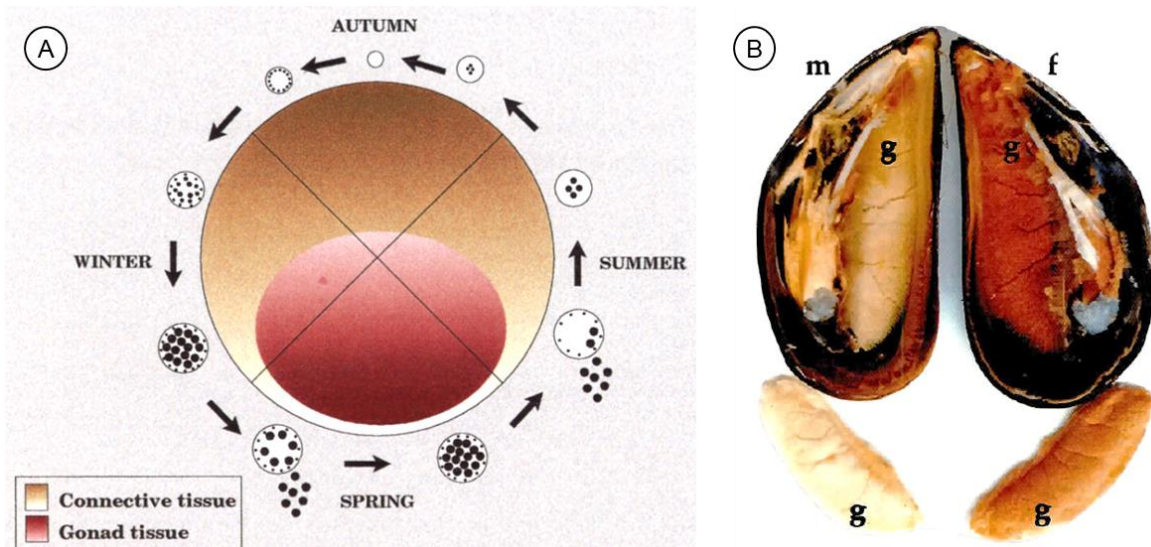 A
AUTUMN
WINTER
SUMMER
SPRING
Connective tissue
Gonad tissue
B
m
f
g
g
g
g